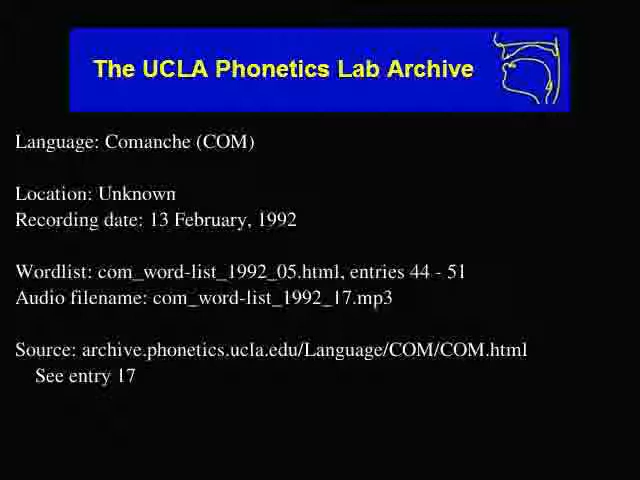 The UCLA Phonetics Lab Archive
Language: Comanche (COM)
Location: Unknown
Recording date: 13 February, 1992
Wordlist: com_word-list_1992_05.html, entries 44 - 51
Audio filename: com_word-list_1992_17.mp3
Source: archive.phonetics.ucla.edu/Language/COM/COM.html
See entry 17